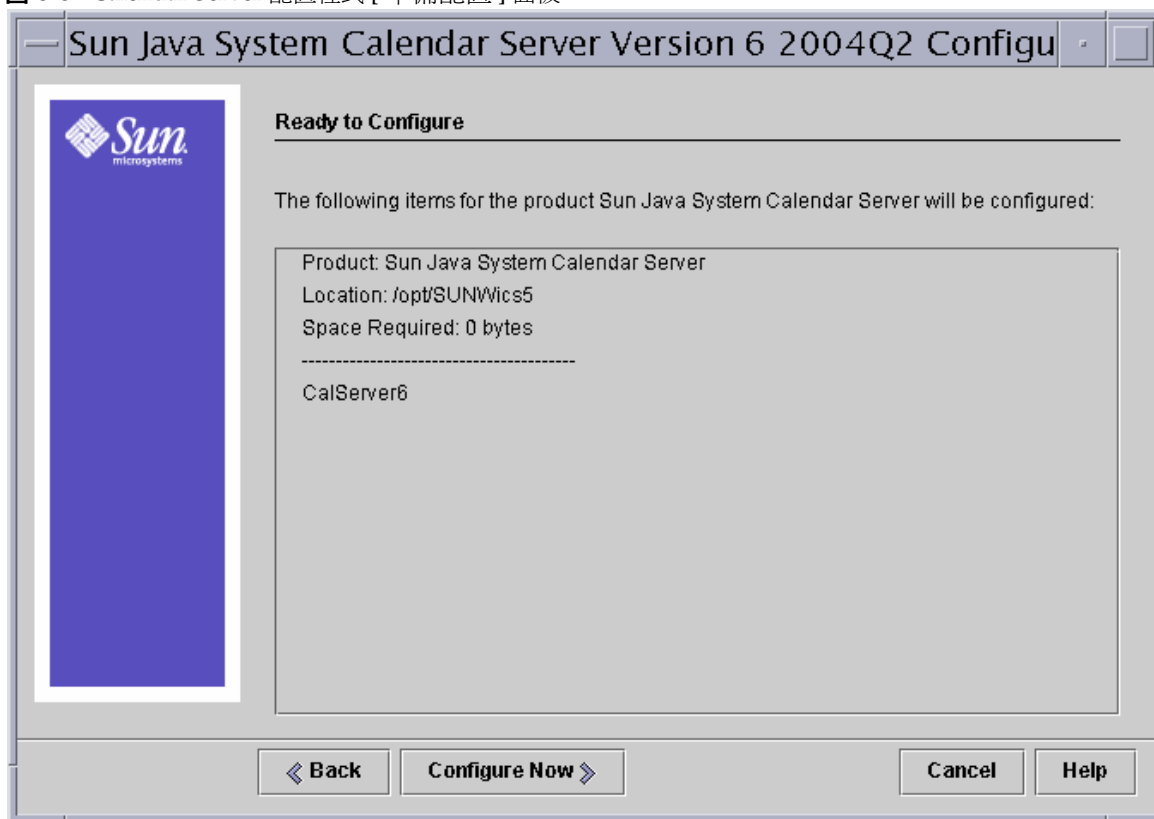 Sun Java System Calendar Server Version 6 2004Q2 Configu
Sun
microsystems
Ready to Configure
The following items for the product Sun Java System Calendar Server will be configured:
Product: Sun Java System Calendar Server
Location: /opt/SUNWics5
Space Required: 0 bytes
---------------------------------------
CalServer6
Back
Configure Now
Cancel
Help